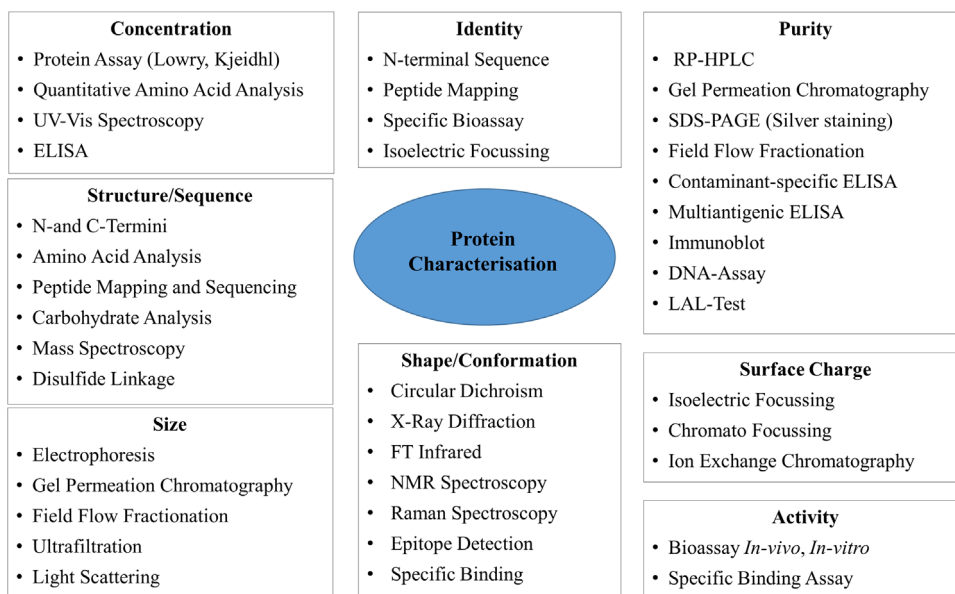 Concentration
• Protein Assay (Lowry, Kjeidhl)
• Quantitative Amino Acid Analysis
• UV-Vis Spectroscopy
• ELISA
Structure/Sequence
• N-and C-Termini
• Amino Acid Analysis
• Peptide Mapping and Sequencing
• Carbohydrate Analysis
• Mass Spectroscopy
• Disulfide Linkage
Size
• Electrophoresis
• Gel Permeation Chromatography
• Field Flow Fractionation
• Ultrafiltration
• Light Scattering
Identity
• N-terminal Sequence
• Peptide Mapping
• Specific Bioassay
• Isoelectric Focussing
Protein
Characterisation
Shape/Conformation
• Circular Dichroism
• X-Ray Diffraction
• FT Infrared
• NMR Spectroscopy
• Raman Spectroscopy
• Epitope Detection
• Specific Binding
Purity
• RP-HPLC
• Gel Permeation Chromatography
• SDS-PAGE (Silver staining)
• Field Flow Fractionation
• Contaminant-specific ELISA
• Multiantigenic ELISA
• Immunoblot
• DNA-Assay
• LAL-Test
Surface Charge
• Isoelectric Focussing
• Chromato Focussing
• Ion Exchange Chromatography
Activity
• Bioassay In-vivo, In-vitro
• Specific Binding Assay